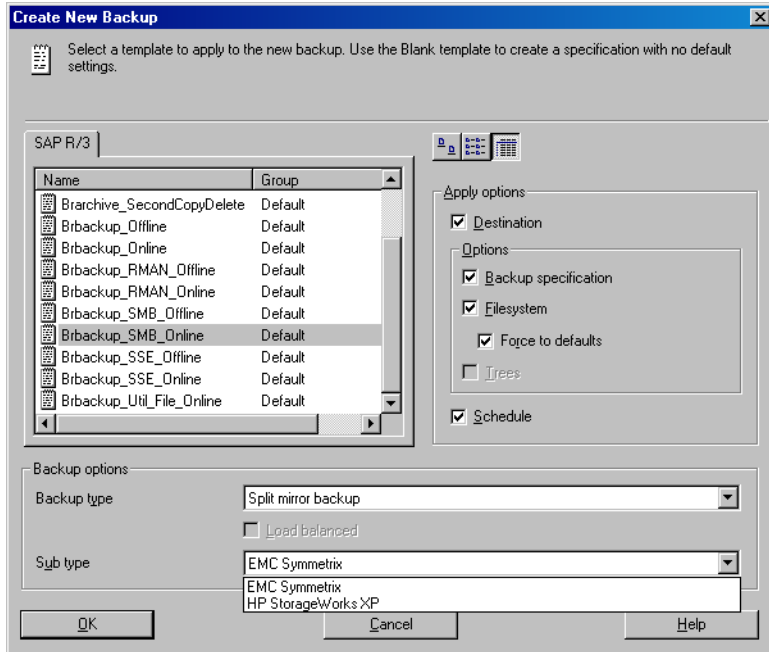 Create New Backup
Select a template to apply to the new backup. Use the Blank template to create a specification with no default
settings.
SAP R/3
Name Group
Brarchive_SecondCopyDelete Default
Brbackup_Offline Default
Brbackup_Online Default
Brbackup_RMAN_Offline Default
Brbackup_RMAN_Online Default
Brbackup_SMB_Offline Default
Brbackup_SMB_Online Default
Brbackup_SSE_Offline Default
Brbackup_SSE_Online Default
Brbackup_Util_File_Online Default
Apply options
Destination
Options
Backup specification
Filesystem
Force to defaults
Trees
Schedule
Backup options
Backup type Split mirror backup
Load balanced
Sub type EMC Symmetrix
EMC Symmetrix
HP StorageWorks XP
OK Cancel Help